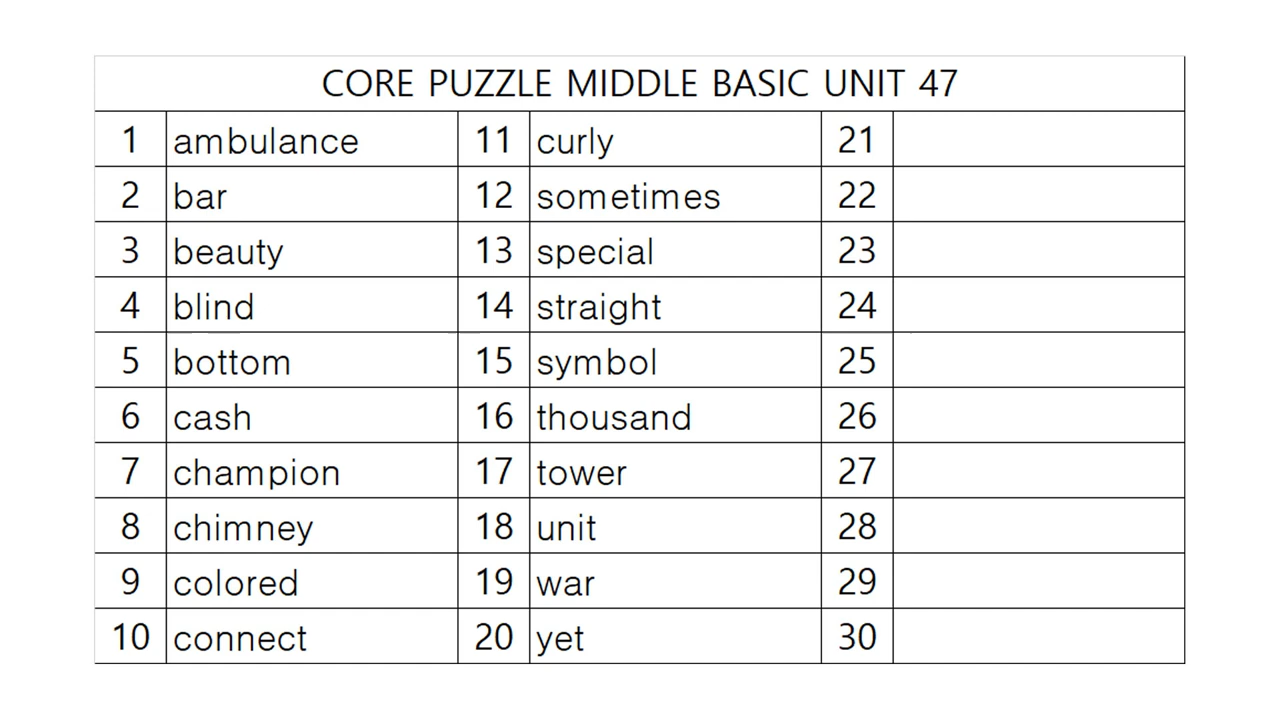 CORE PUZZLE MIDDLE BASIC UNIT 47
1 ambulance 11 curly 21
2 bar 12 sometimes 22
3 beauty 13 special 23
4 blind 14 straight 24
5 bottom 15 symbol 25
6 cash 16 thousand 26
7 champion 17 tower 27
8 chimney 18 unit 28
9 colored 19 war 29
10 connect 20 yet 30